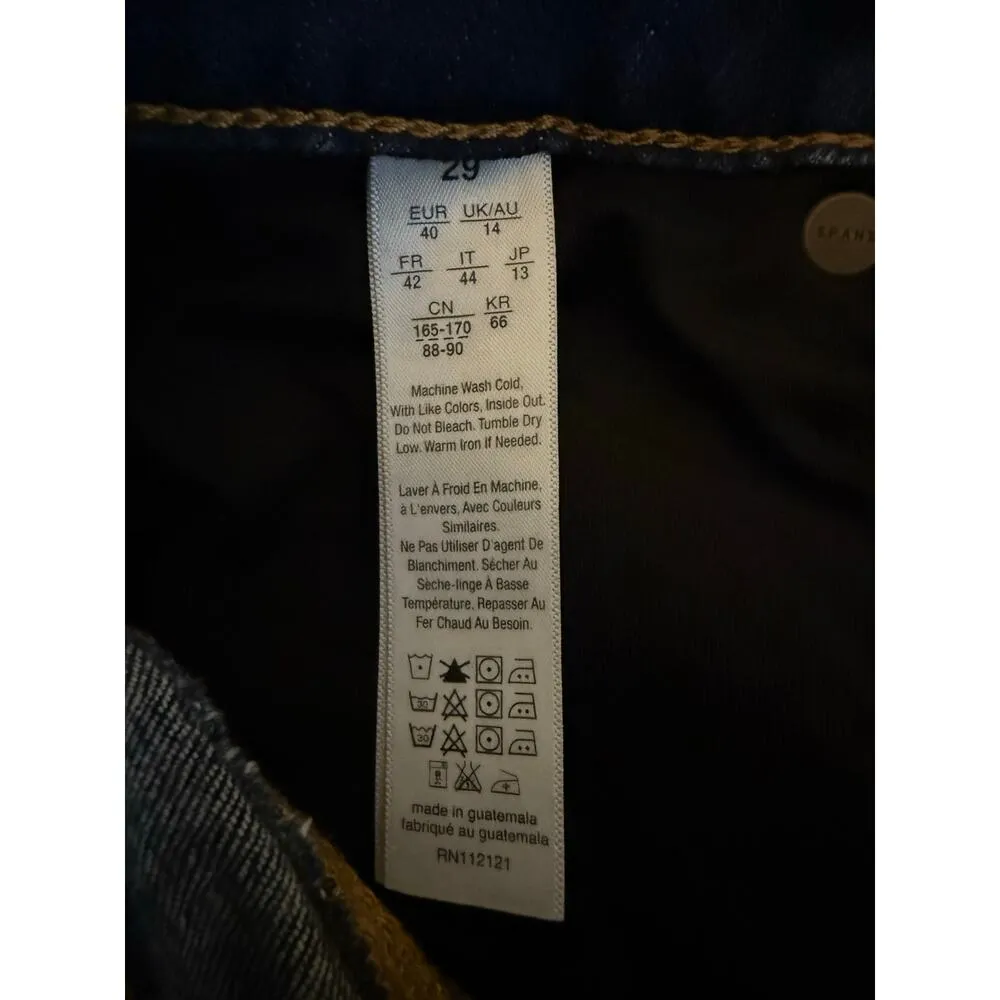 29
EUR UK/AU
40 14
FR IT JP
42 44 13
CN KR
165-170 66
88-90
Machine Wash Cold,
With Like Colors, Inside Out.
Do Not Bleach. Tumble Dry
Low. Warm Iron If Needed.
Laver À Froid En Machine,
à L'envers, Avec Couleurs
Similaires.
Ne Pas Utiliser D'agent De
Blanchiment. Sécher Au
Sèche-linge À Basse
Température. Repasser Au
Fer Chaud Au Besoin.
30
30
made in guatemala
fabriqué au guatemala
RN112121